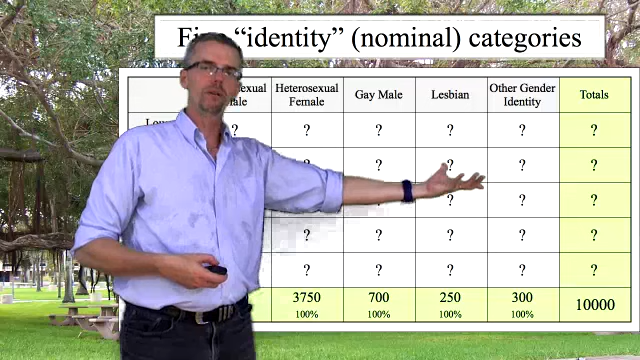 “identity” (nominal) categories
Heterosexual Female Gay Male Lesbian Other Gender Identity Totals
? ? ? ? ?
? ? ? ?
? ? ?
? ? ? ? ?
? ? ? ? ?
3750 700 250 300 10000
100% 100% 100% 100%